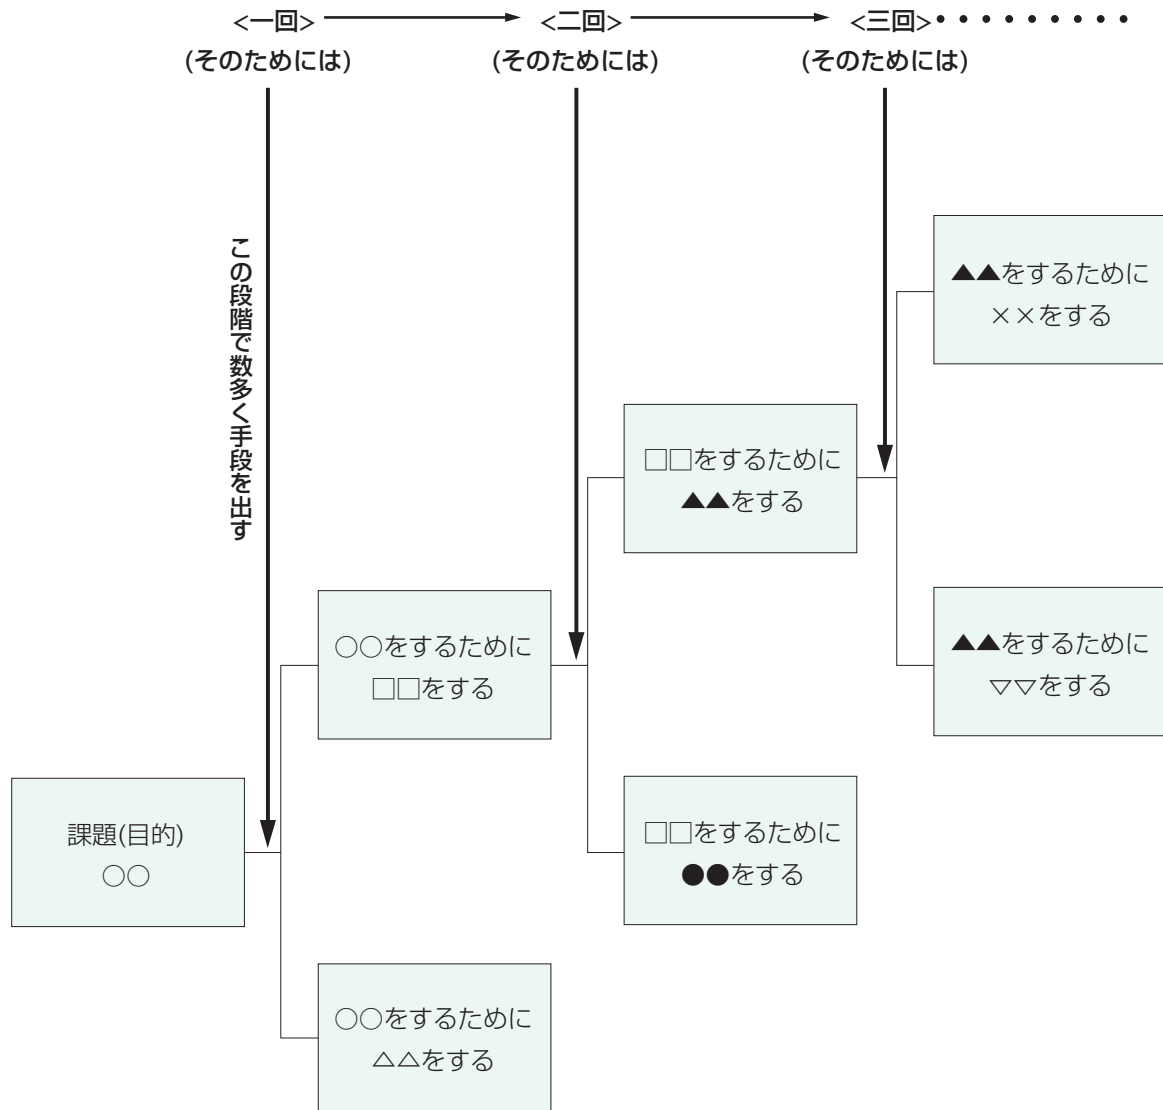 <一回> <二回> <三回>・・・・・・・・・
(そのためには) (そのためには) (そのためには)
この段階で数多く手段を出す
▲▲をするために
××をする
□□をするために
▲▲をする
○○をするために
□□をする
▲▲をするために
▽▽をする
課題(目的)
○○
□□をするために
●●をする
○○をするために
△△をする